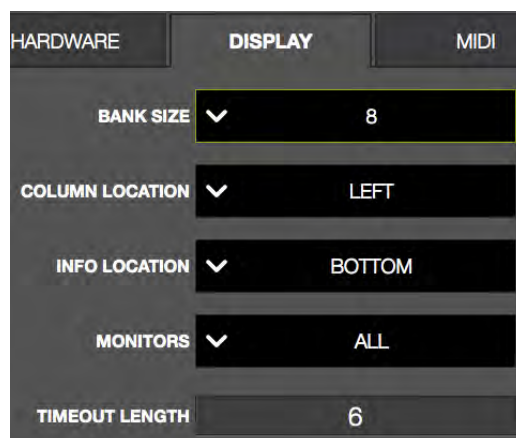 HARDWARE DISPLAY MIDI
BANK SIZE 8
COLUMN LOCATION LEFT
INFO LOCATION BOTTOM
MONITORS ALL
TIMEOUT LENGTH 6